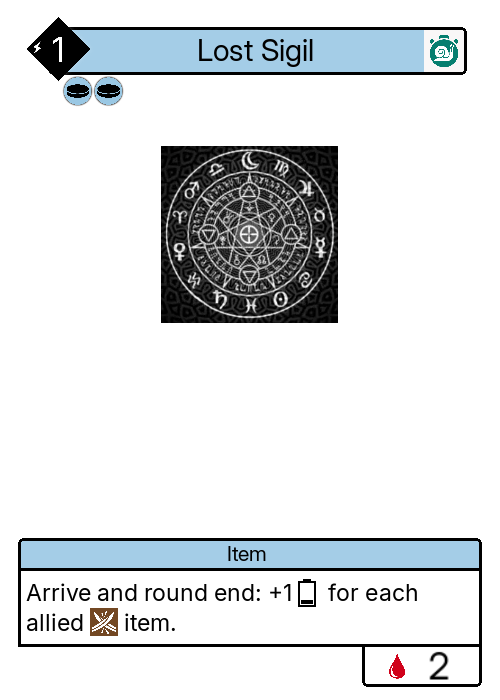 1
Lost Sigil
Item
Arrive and round end: +1 for each
allied item.
2